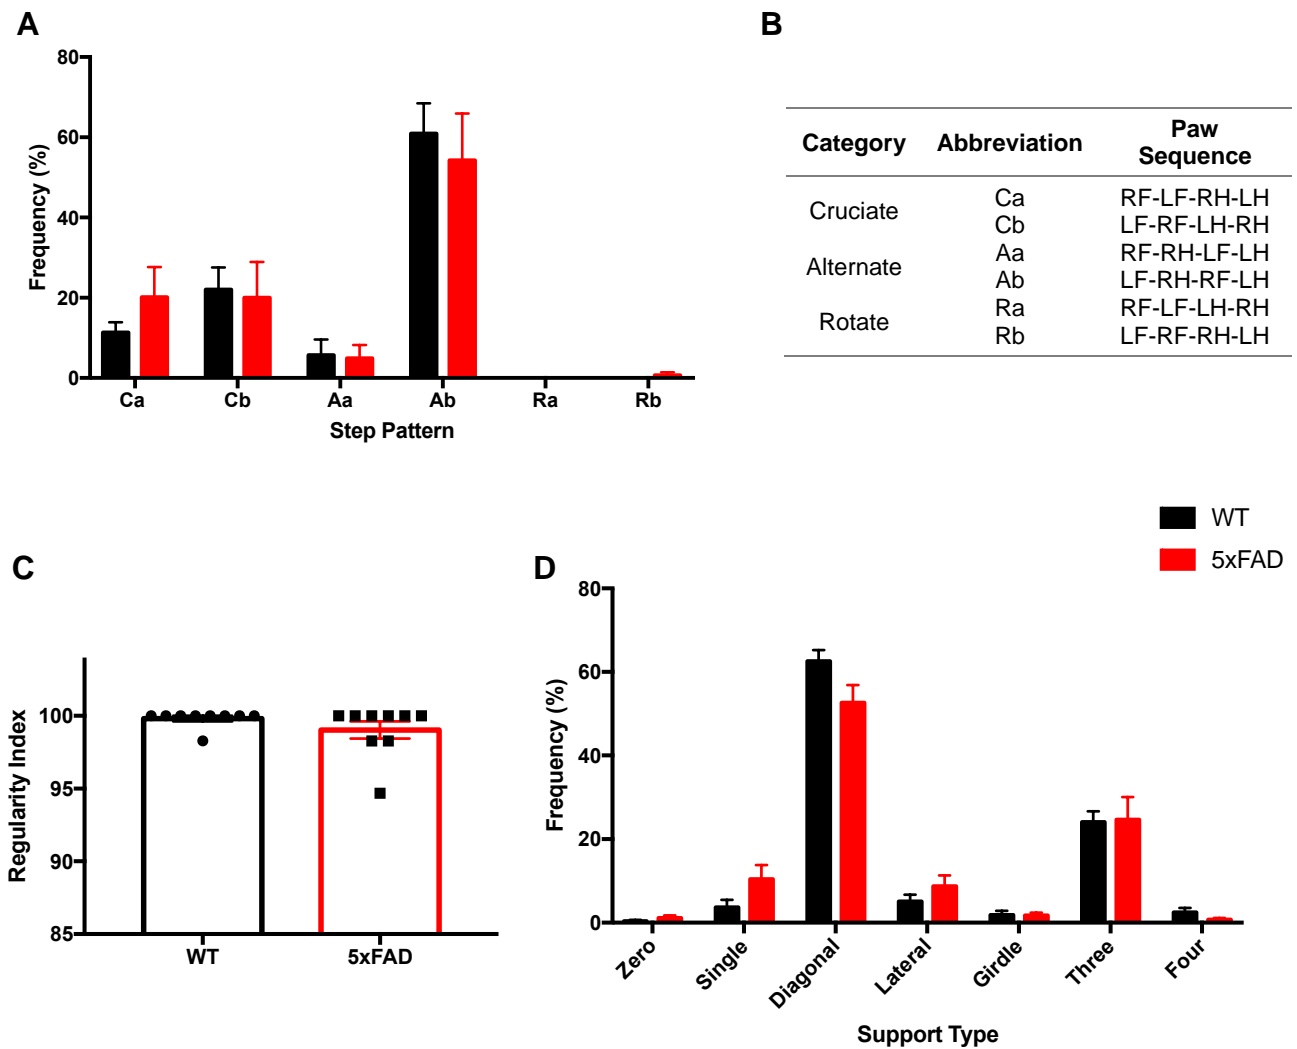 A
80
60
40
20
0
Frequency (%)
Ca Cb Aa Ab Ra Rb
Step Pattern
B
Category Abbreviation Paw Sequence
Cruciate
Ca RF-LF-RH-LH
Cb LF-RF-LH-RH
Alternate
Aa RF-RH-LF-LH
Ab LF-RH-RF-LH
Rotate
Ra RF-LF-LH-RH
Rb LF-RF-RH-LH
WT
5xFAD
C
100
95
90
85
Regularity Index
WT 5xFAD
D
80
60
40
20
0
Frequency (%)
Zero Single Diagonal Lateral Girdle Three Four
Support Type